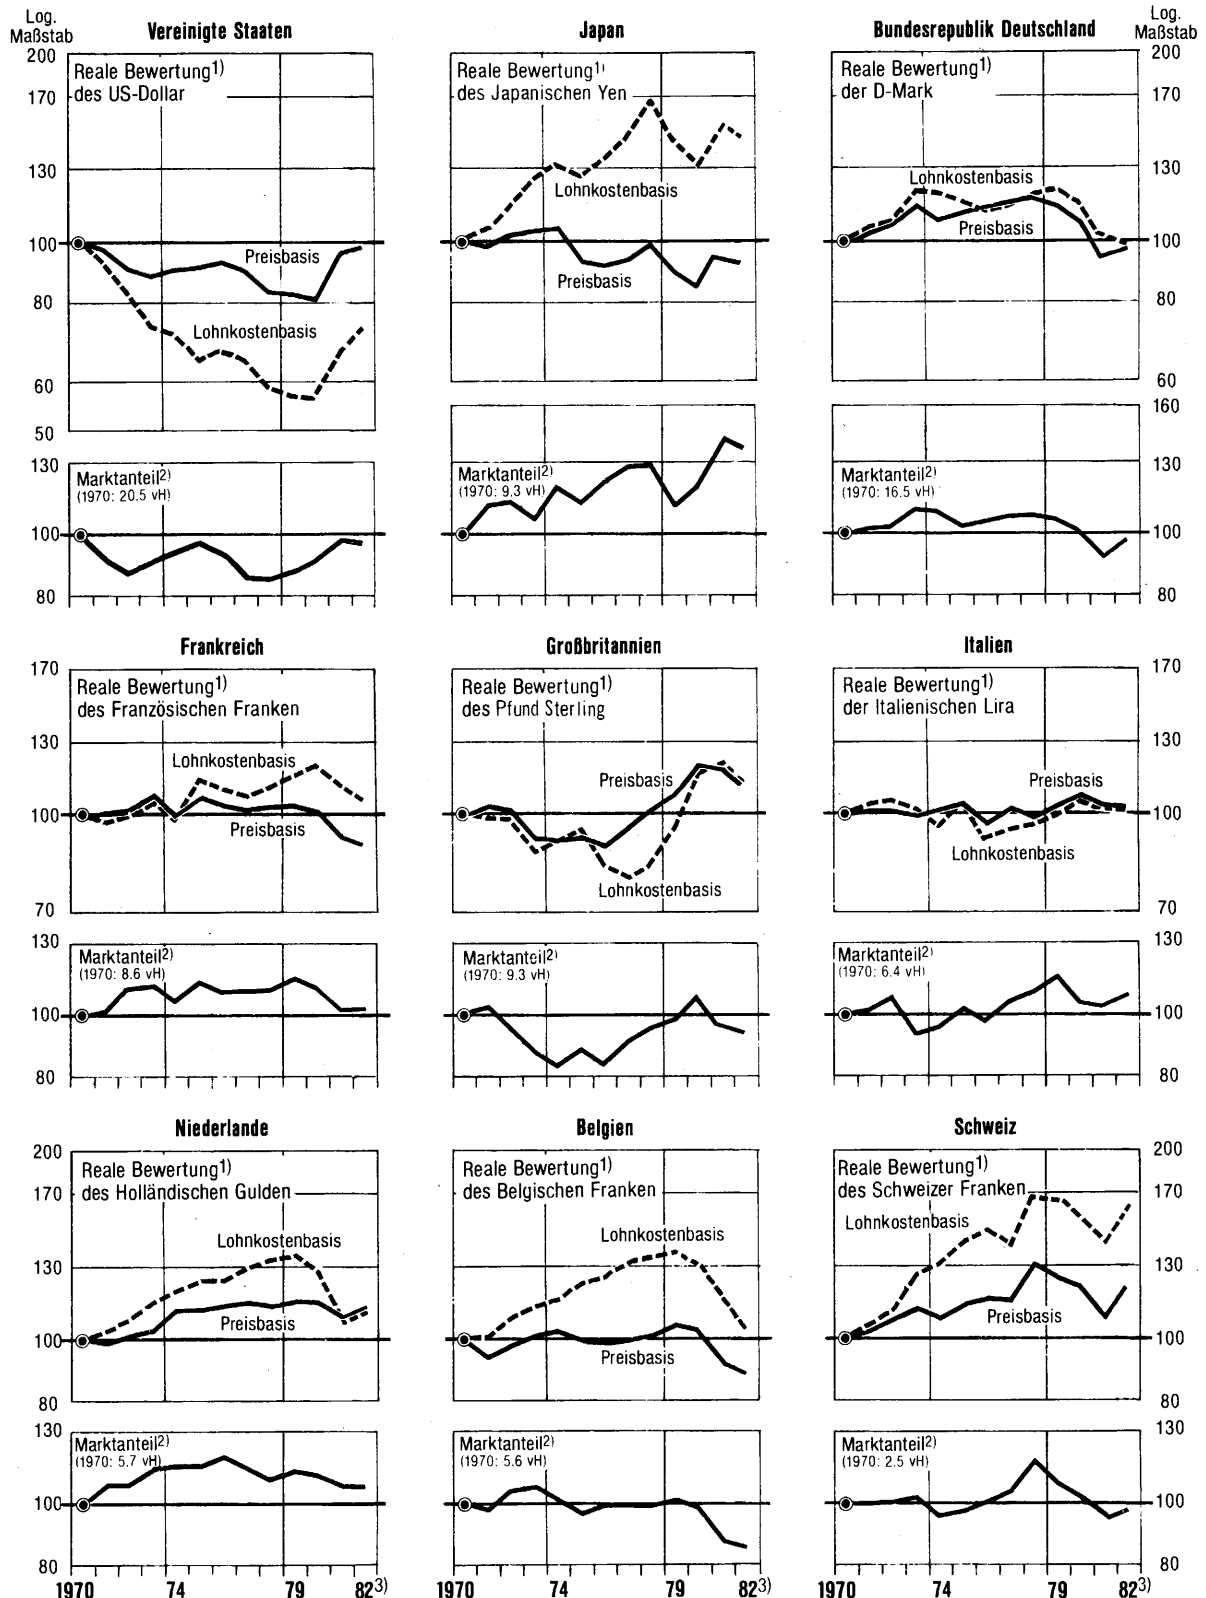 Log.
Maßstab
Vereinigte Staaten
Japan
Bundesrepublik Deutschland
Log.
Maßstab
200
170
130
100
80
60
50
Reale Bewertung1)
des US-Dollar
Preisbasis
Lohnkostenbasis
Reale Bewertung1)
des Japanischen Yen
Lohnkostenbasis
Preisbasis
Reale Bewertung1)
der D-Mark
Lohnkostenbasis
Preisbasis
200
170
130
100
80
60
130
100
80
Marktanteil2)
(1970: 20.5 vH)
Marktanteil2)
(1970: 9.3 vH)
Marktanteil2)
(1970: 16.5 vH)
160
130
100
80
Frankreich
Großbritannien
Italien
170
130
100
70
Reale Bewertung1)
des Französischen Franken
Lohnkostenbasis
Preisbasis
Reale Bewertung1)
des Pfund Sterling
Preisbasis
Lohnkostenbasis
Reale Bewertung1)
der Italienischen Lira
Preisbasis
Lohnkostenbasis
170
130
100
70
130
100
80
Marktanteil2)
(1970: 8.6 vH)
Marktanteil2)
(1970: 9.3 vH)
Marktanteil2)
(1970: 6.4 vH)
130
100
80
Niederlande
Belgien
Schweiz
200
170
130
100
80
Reale Bewertung1)
des Holländischen Gulden
Lohnkostenbasis
Preisbasis
Reale Bewertung1)
des Belgischen Franken
Lohnkostenbasis
Preisbasis
Reale Bewertung1)
des Schweizer Franken
Lohnkostenbasis
Preisbasis
200
170
130
100
80
130
100
80
Marktanteil2)
(1970: 5.7 vH)
Marktanteil2)
(1970: 5.6 vH)
Marktanteil2)
(1970: 2.5 vH)
130
100
80
1970 74 79 823)
1970 74 79 823)
1970 74 79 823)